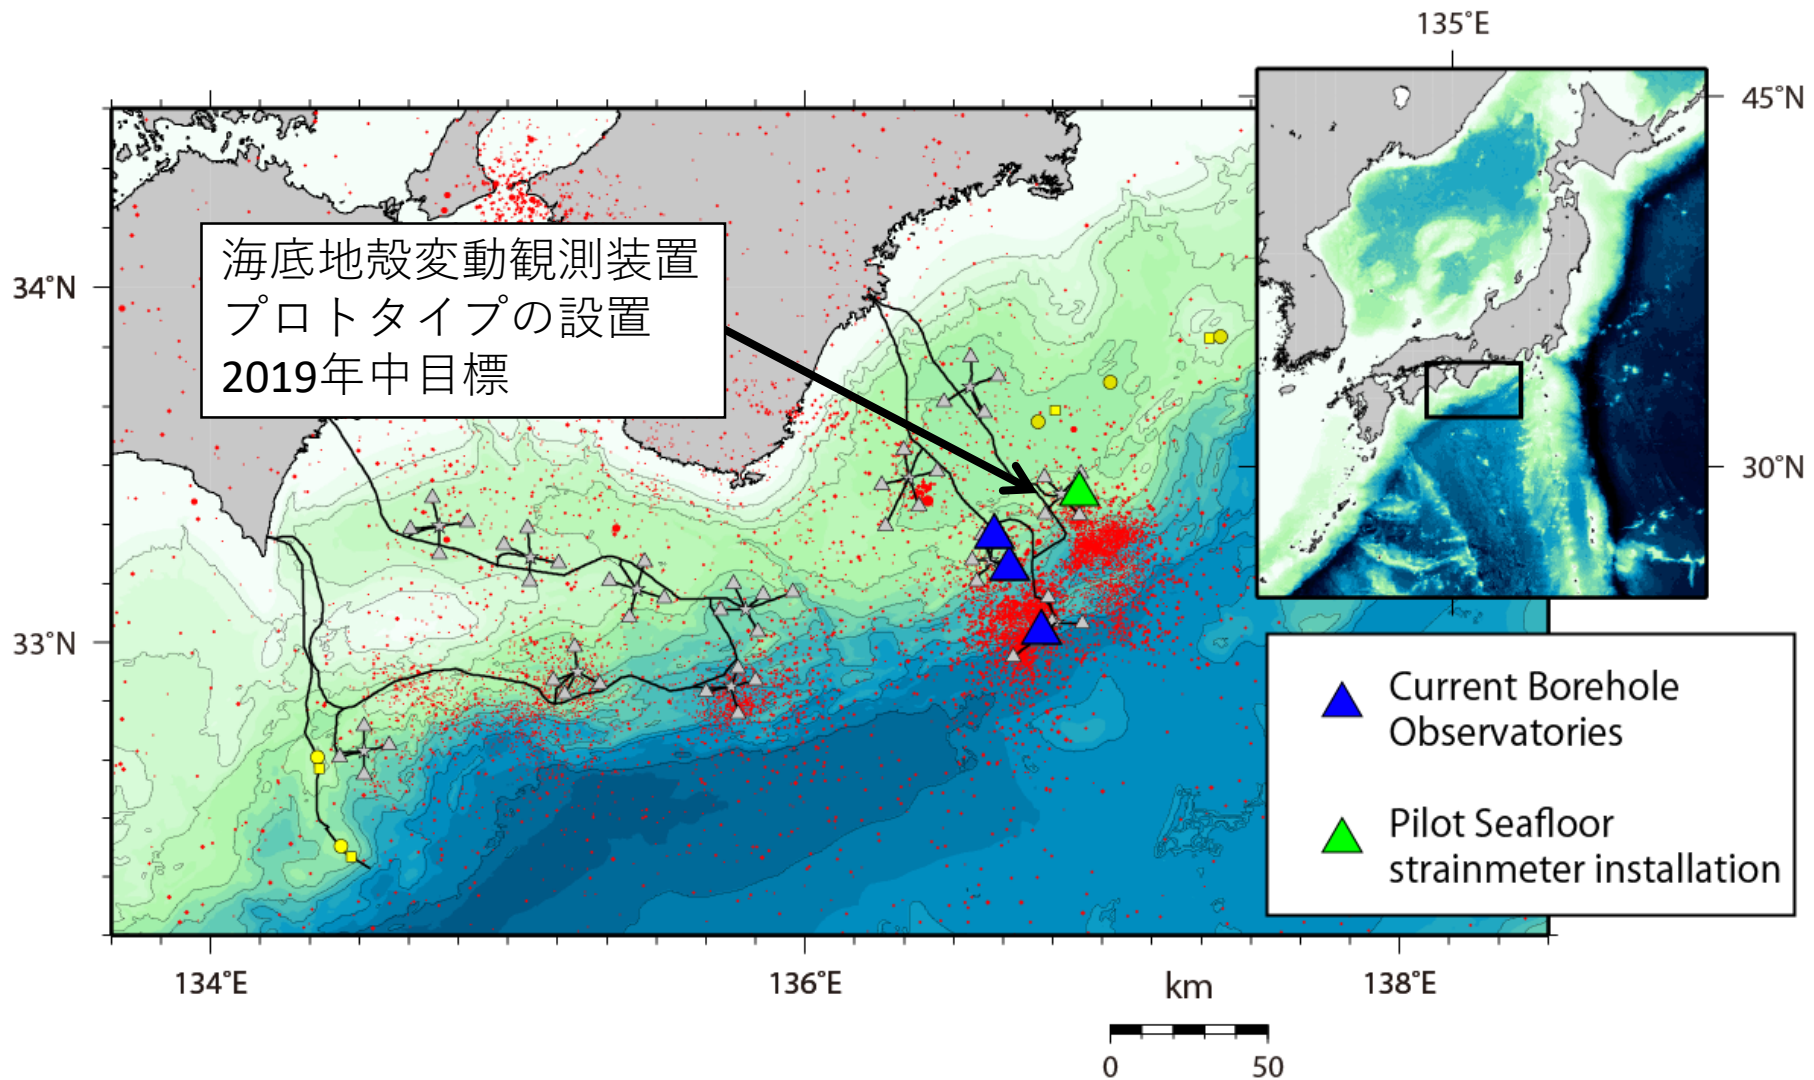 135°E
45°N
海底地殻変動観測装置
プロトタイプの設置
2019年中目標
34°N
30°N
33°N
Current Borehole
Observatories
Pilot Seafloor
strainmeter installation
134°E
136°E
km
138°E
0
50